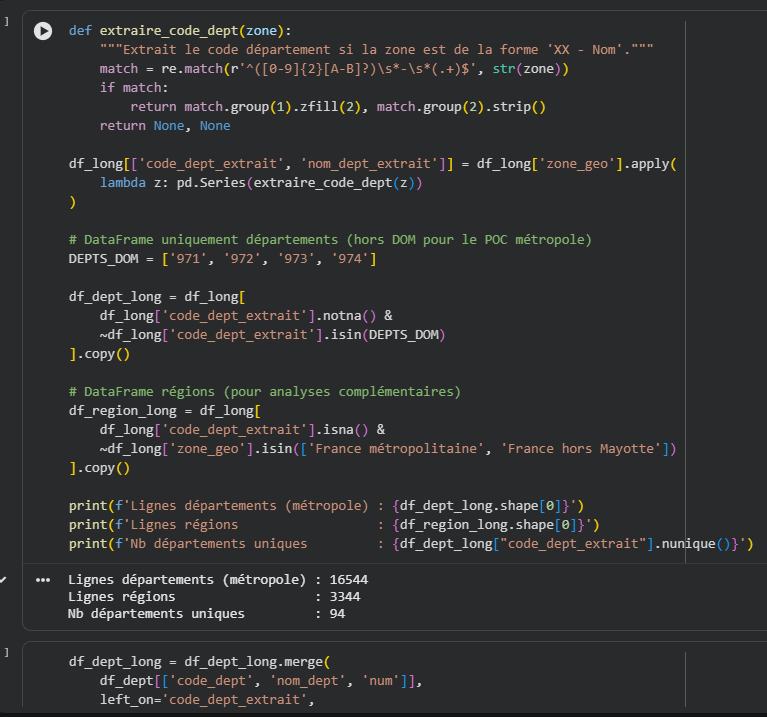 ]
def extraire_code_dept(zone):
    """Extrait le code département si la zone est de la forme 'XX - Nom'."""
    match = re.match(r'^([0-9]{2}[A-B]?)\s*-\s*(.+)$', str(zone))
    if match:
        return match.group(1).zfill(2), match.group(2).strip()
    return None, None

df_long[['code_dept_extrait', 'nom_dept_extrait']] = df_long['zone_geo'].apply(
    lambda z: pd.Series(extraire_code_dept(z))
)

# DataFrame uniquement départements (hors DOM pour le POC métropole)
DEPTS_DOM = ['971', '972', '973', '974']

df_dept_long = df_long[
    df_long['code_dept_extrait'].notna() &
    ~df_long['code_dept_extrait'].isin(DEPTS_DOM)
].copy()

# DataFrame régions (pour analyses complémentaires)
df_region_long = df_long[
    df_long['code_dept_extrait'].isna() &
    ~df_long['zone_geo'].isin(['France métropolitaine', 'France hors Mayotte'])
].copy()

print(f'Lignes départements (métropole) : {df_dept_long.shape[0]}')
print(f'Lignes régions                  : {df_region_long.shape[0]}')
print(f'Nb départements uniques         : {df_dept_long["code_dept_extrait"].nunique()}')
Lignes départements (métropole) : 16544
Lignes régions                  : 3344
Nb départements uniques         : 94
]
df_dept_long = df_dept_long.merge(
    df_dept[['code_dept', 'nom_dept', 'num']],
    left_on='code_dept_extrait',